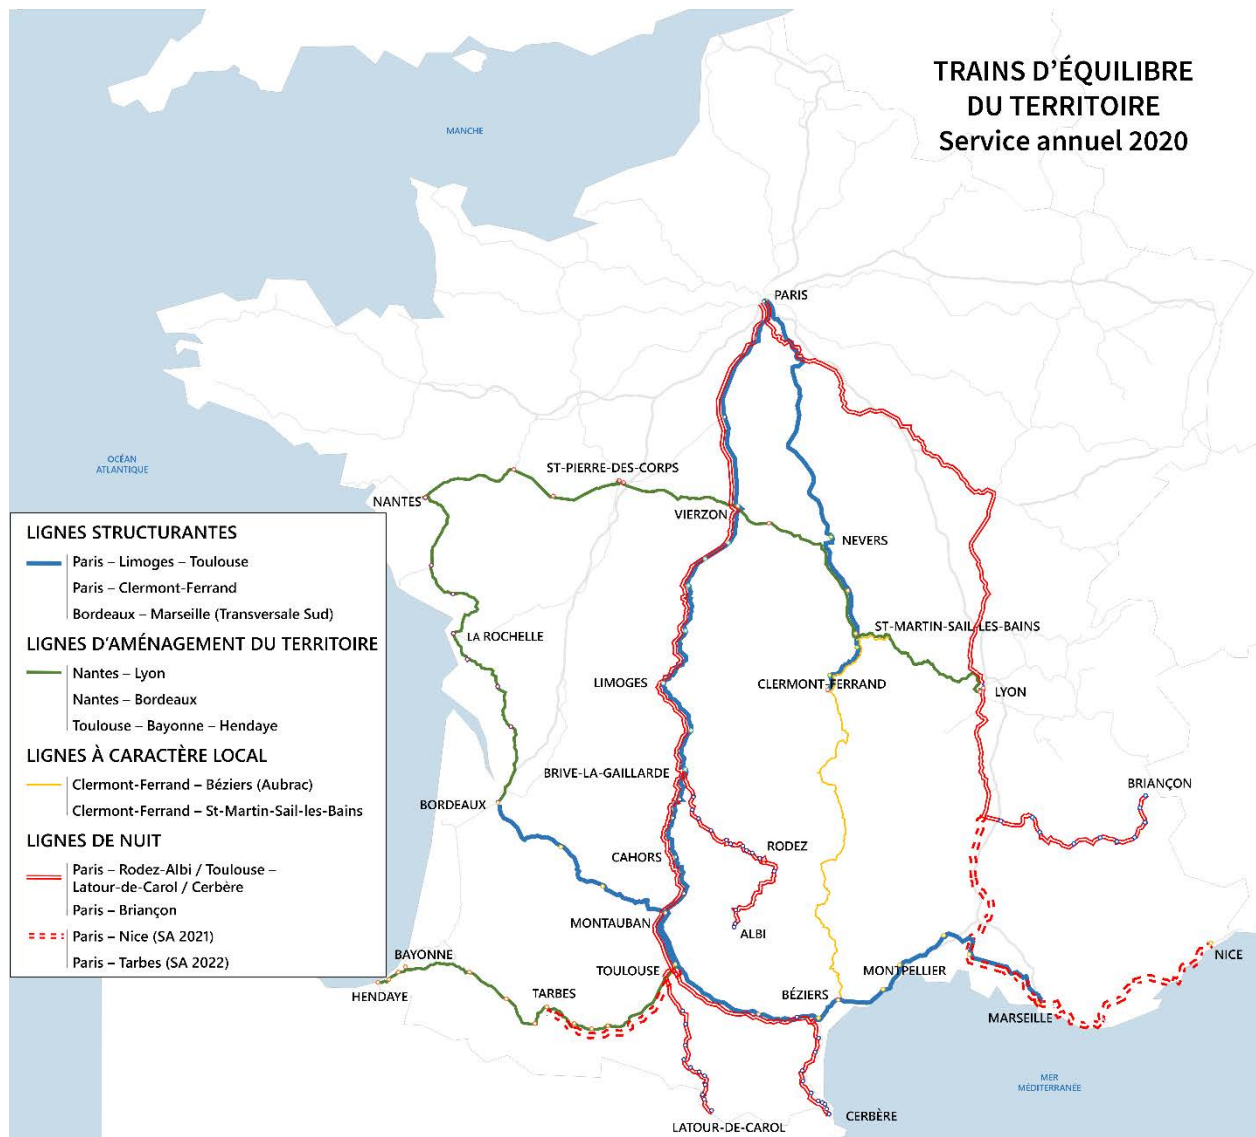 TRAINS D'ÉQUILIBRE
DU TERRITOIRE
Service annuel 2020
MANCHE
PARIS
OCÉAN
ATLANTIQUE
ST-PIERRE-DES-CORPS
NANTES
VIERZON
NEVERS
LIGNES STRUCTURANTES
Paris – Limoges – Toulouse
Paris – Clermont-Ferrand
Bordeaux – Marseille (Transversale Sud)
LIGNES D'AMÉNAGEMENT DU TERRITOIRE
Nantes – Lyon
Nantes – Bordeaux
Toulouse – Bayonne – Hendaye
LIGNES À CARACTÈRE LOCAL
Clermont-Ferrand – Béziers (Aubrac)
Clermont-Ferrand – St-Martin-Sail-les-Bains
LIGNES DE NUIT
Paris – Rodez-Albi / Toulouse –
Latour-de-Carol / Cerbère
Paris – Briançon
Paris – Nice (SA 2021)
Paris – Tarbes (SA 2022)
LA ROCHELLE
ST-MARTIN-SAIL-LES-BAINS
LIMOGES
CLERMONT-FERRAND
LYON
BRIVE-LA-GAILLARDE
BRIANÇON
BORDEAUX
CAHORS
RODEZ
MONTAUBAN
ALBI
BAYONNE
TOULOUSE
MONTPELLIER
NICE
HENDAYE
TARBES
BÉZIERS
MARSEILLE
MER
MÉDITERRANÉE
CERBÈRE
LATOUR-DE-CAROL